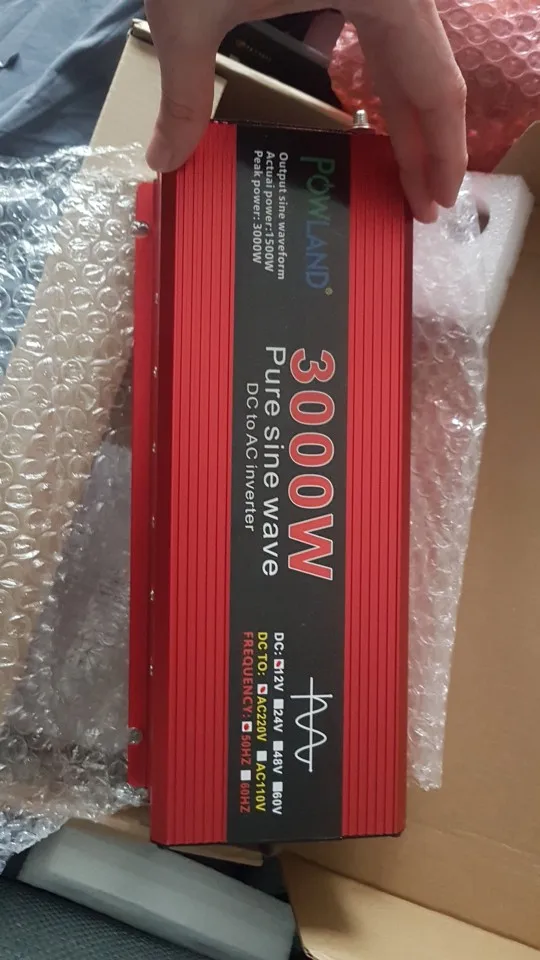 POWLAND®
Output sine waveform
Actuai power:1500W
Peak power:3000W
3000W
Pure sine wave
DC to AC inverter
DC: 12V 24V 48V 60V
DC TO: AC220V AC110V
FREQUENCY: 50HZ 60HZ